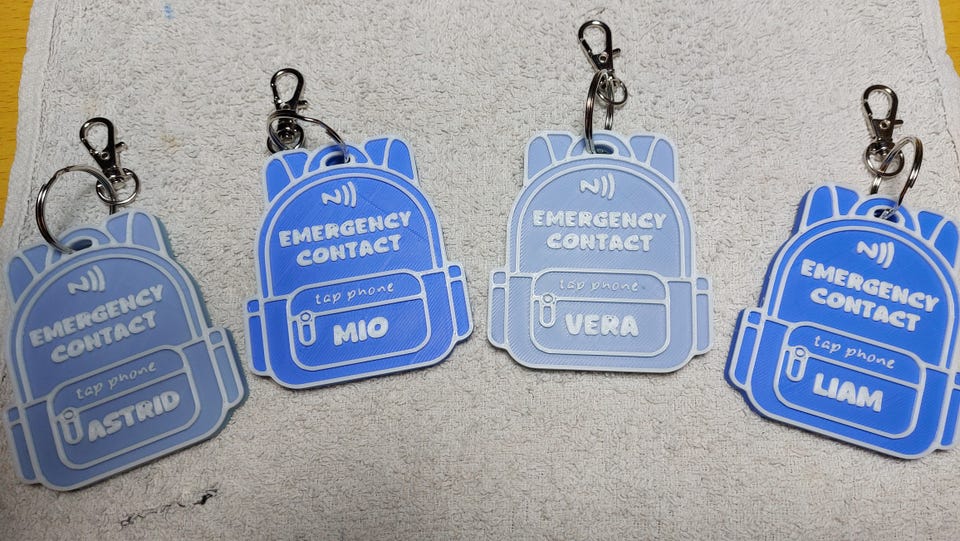 EMERGENCY
CONTACT
tap phone
ASTRID
EMERGENCY
CONTACT
tap phone
MIO
EMERGENCY
CONTACT
tap phone
VERA
EMERGENCY
CONTACT
tap phone
LIAM